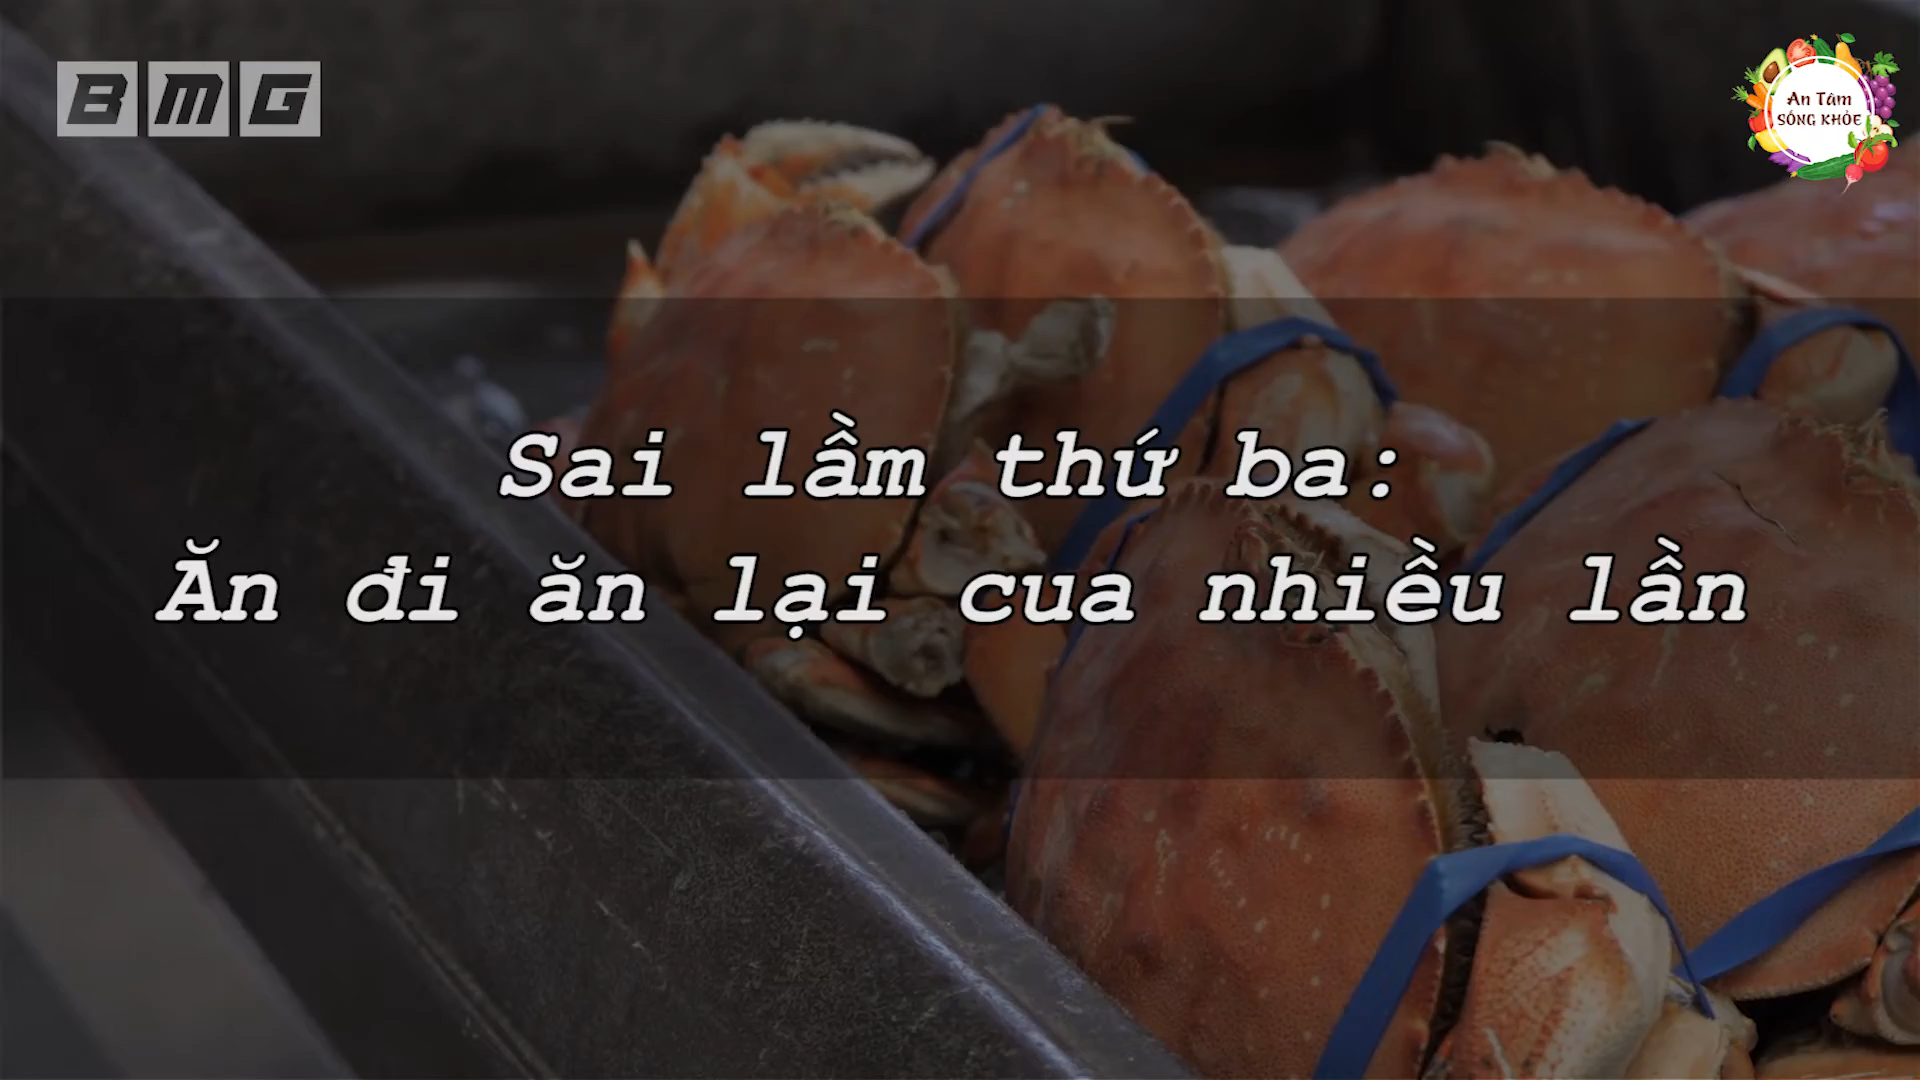 BMG
An Tâm
SỐNG KHỎE
Sai lầm thứ ba:
Ăn đi ăn lại cua nhiều lần